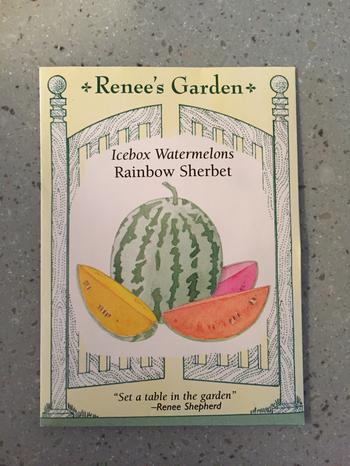 Renee's Garden
Icebox Watermelons
Rainbow Sherbet
"Set a table in the garden"
–Renee Shepherd